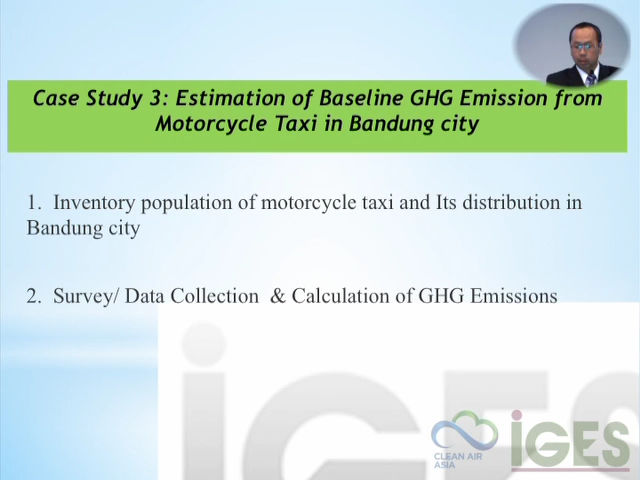 Case Study 3: Estimation of Baseline GHG Emission from
Motorcycle Taxi in Bandung city
1. Inventory population of motorcycle taxi and Its distribution in
Bandung city
2. Survey/ Data Collection & Calculation of GHG Emissions
iGES
CLEAN AIR
ASIA
iGES